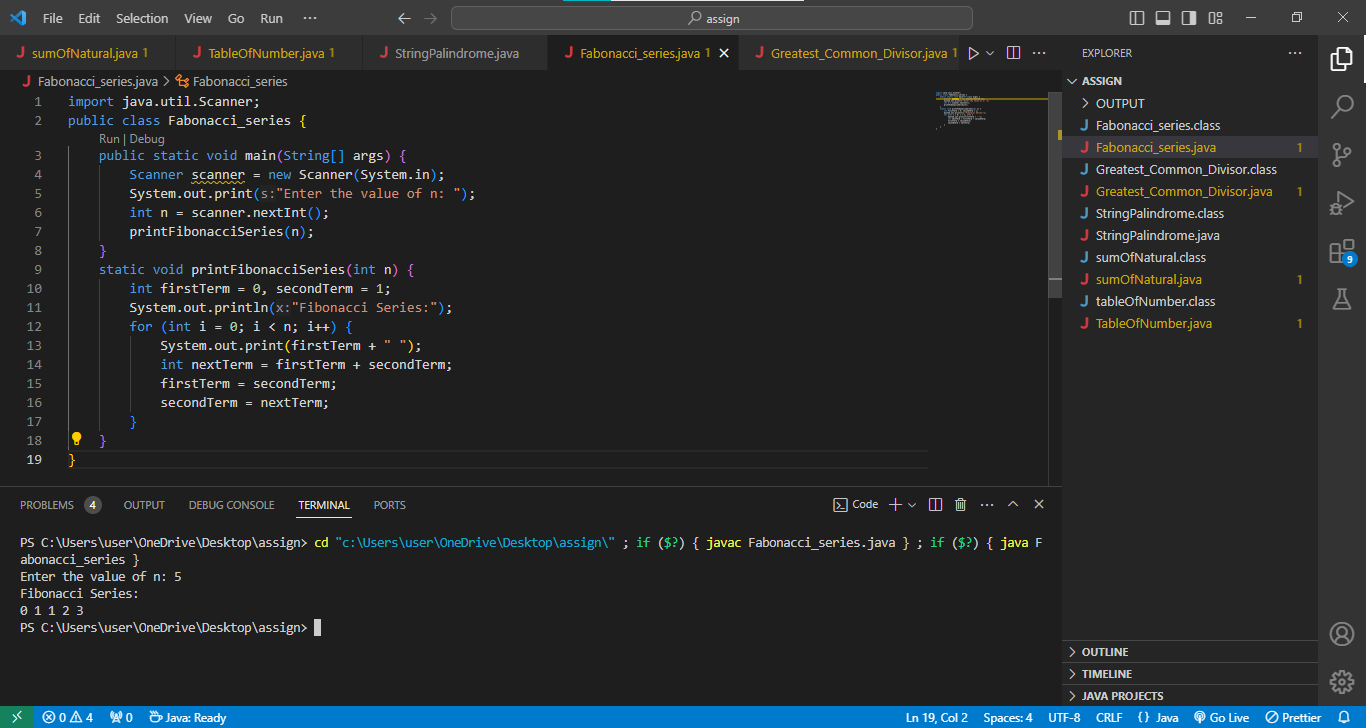 File Edit Selection View Go Run ··· assign
sumOfNatural.java 1 TableOfNumber.java 1 StringPalindrome.java Fabonacci_series.java 1 Greatest_Common_Divisor.java 1 ···
Fabonacci_series.java > Fabonacci_series
1 import java.util.Scanner;
2 public class Fabonacci_series {
Run | Debug
3 public static void main(String[] args) {
4 Scanner scanner = new Scanner(System.in);
5 System.out.print(s:"Enter the value of n: ");
6 int n = scanner.nextInt();
7 printFibonacciSeries(n);
8 }
9 static void printFibonacciSeries(int n) {
10 int firstTerm = 0, secondTerm = 1;
11 System.out.println(x:"Fibonacci Series:");
12 for (int i = 0; i < n; i++) {
13 System.out.print(firstTerm + " ");
14 int nextTerm = firstTerm + secondTerm;
15 firstTerm = secondTerm;
16 secondTerm = nextTerm;
17 }
18 }
19 }
PROBLEMS 4 OUTPUT DEBUG CONSOLE TERMINAL PORTS Code ···
PS C:\Users\user\OneDrive\Desktop\assign> cd "c:\Users\user\OneDrive\Desktop\assign\" ; if ($?) { javac Fabonacci_series.java } ; if ($?) { java F
abonacci_series }
Enter the value of n: 5
Fibonacci Series:
0 1 1 2 3
PS C:\Users\user\OneDrive\Desktop\assign>
EXPLORER ···
ASSIGN
OUTPUT
Fabonacci_series.class
Fabonacci_series.java 1
Greatest_Common_Divisor.class
Greatest_Common_Divisor.java 1
StringPalindrome.class
StringPalindrome.java
sumOfNatural.class
sumOfNatural.java 1
tableOfNumber.class
TableOfNumber.java 1
OUTLINE
TIMELINE
JAVA PROJECTS
9
0 4 0 Java: Ready Ln 19, Col 2 Spaces: 4 UTF-8 CRLF { } Java Go Live Prettier